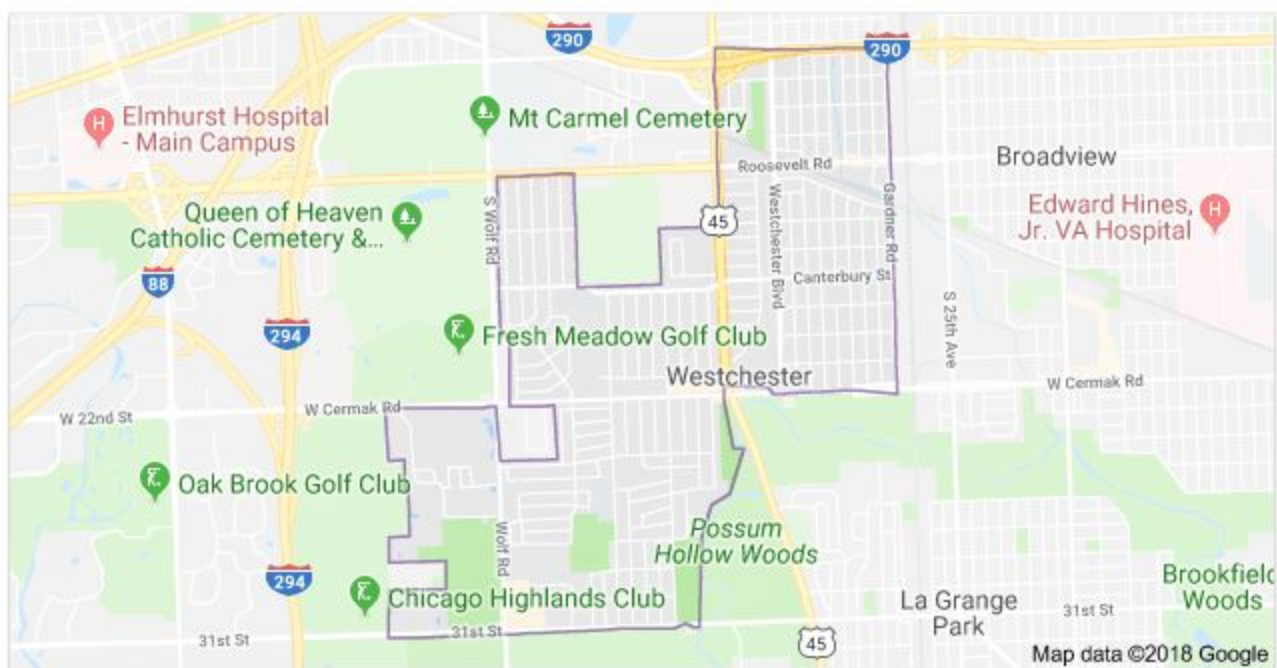 290
290
Elmhurst Hospital
- Main Campus
Mt Carmel Cemetery
Roosevelt Rd
Broadview
Queen of Heaven
Catholic Cemetery &...
S Wolf Rd
45
Westchester Blvd
Gardner Rd
Edward Hines,
Jr. VA Hospital
88
Canterbury St
294
Fresh Meadow Golf Club
S 25th Ave
Westchester
W Cermak Rd
W 22nd St
W Cermak Rd
Oak Brook Golf Club
Wolf Rd
Possum
Hollow Woods
294
Chicago Highlands Club
La Grange
Park
Brookfield
Woods
31st St
31st St
31st St
45
Map data ©2018 Google